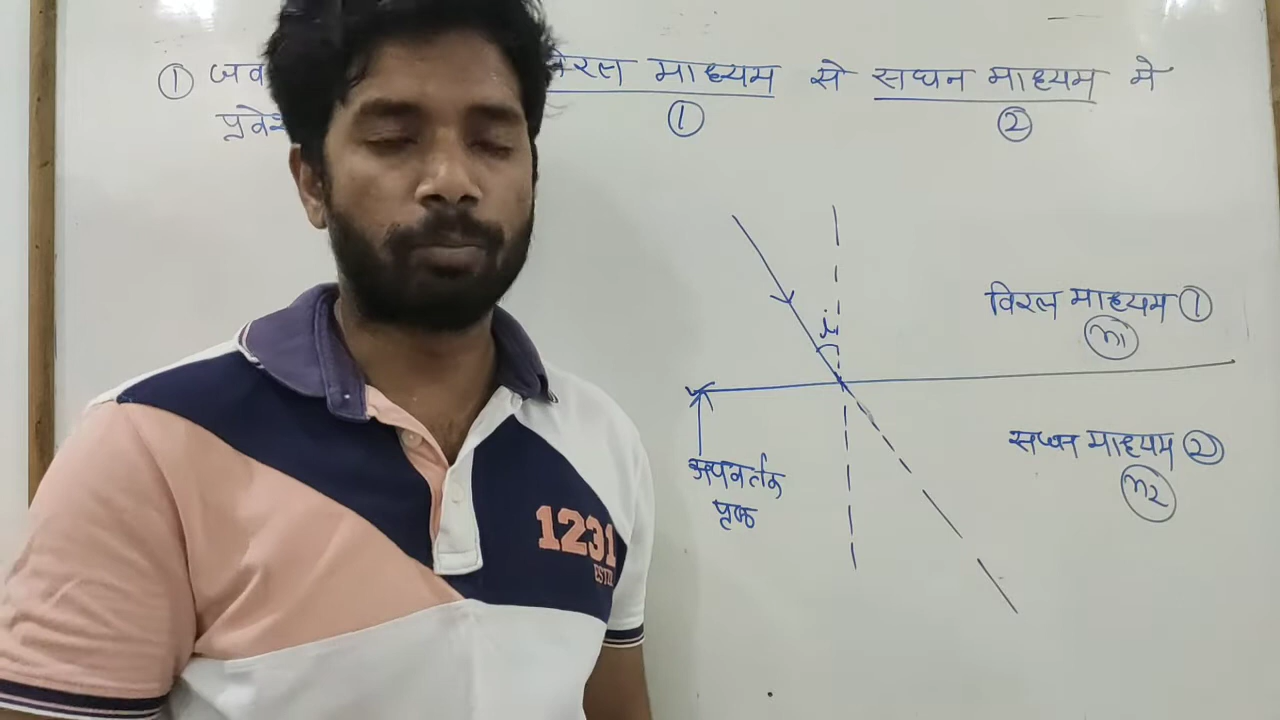 ① जब विरल माध्यम से सघन माध्यम में
① ②
i
विरल माध्यम ①
n1
सघन माध्यम ②
n2
अपवर्तक
पृष्ठ
1231